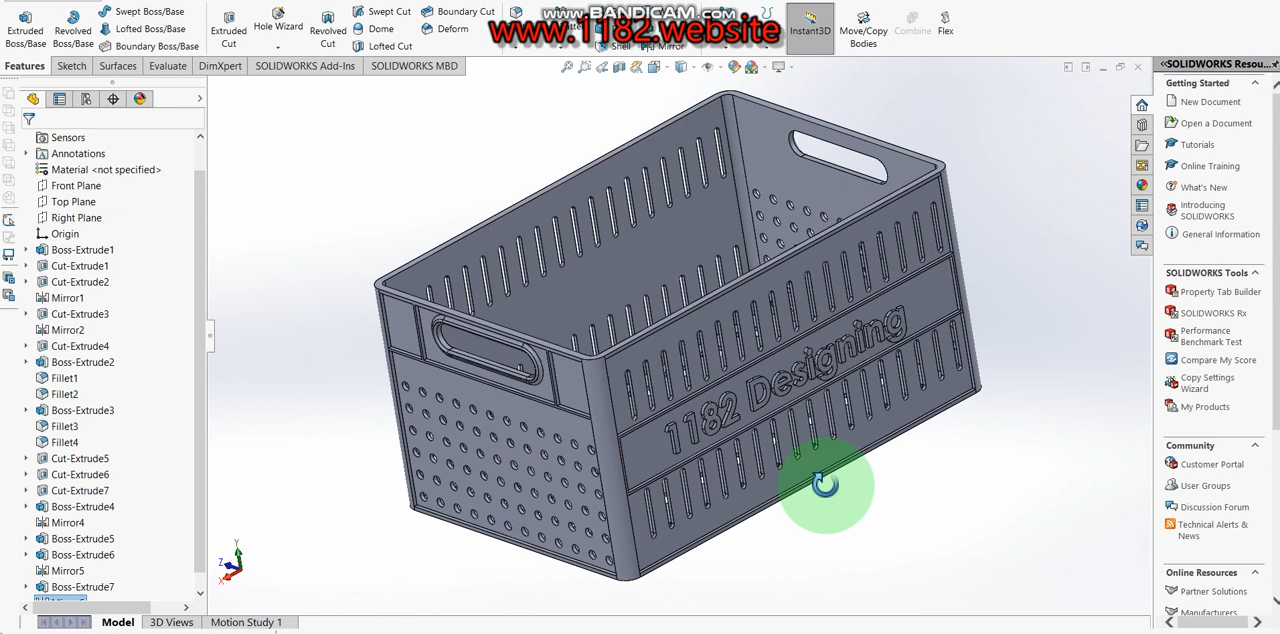 www.BANDICAM.com
www.1182.website
Extruded Boss/Base
Revolved Boss/Base
Swept Boss/Base
Lofted Boss/Base
Boundary Boss/Base
Extruded Cut
Hole Wizard
Revolved Cut
Swept Cut
Dome
Lofted Cut
Boundary Cut
Deform
Shell
Mirror
Instant3D
Move/Copy Bodies
Combine
Flex
Features
Sketch
Surfaces
Evaluate
DimXpert
SOLIDWORKS Add-Ins
SOLIDWORKS MBD
Sensors
Annotations
Material <not specified>
Front Plane
Top Plane
Right Plane
Origin
Boss-Extrude1
Cut-Extrude1
Cut-Extrude2
Mirror1
Cut-Extrude3
Mirror2
Cut-Extrude4
Boss-Extrude2
Fillet1
Fillet2
Boss-Extrude3
Fillet3
Fillet4
Cut-Extrude5
Cut-Extrude6
Cut-Extrude7
Boss-Extrude4
Mirror4
Boss-Extrude5
Boss-Extrude6
Mirror5
Boss-Extrude7
1182 Designing
Y
Z
X
Model
3D Views
Motion Study 1
SOLIDWORKS Resou...
Getting Started
New Document
Open a Document
Tutorials
Online Training
What's New
Introducing
SOLIDWORKS
General Information
SOLIDWORKS Tools
Property Tab Builder
SOLIDWORKS Rx
Performance
Benchmark Test
Compare My Score
Copy Settings
Wizard
My Products
Community
Customer Portal
User Groups
Discussion Forum
Technical Alerts &
News
Online Resources
Partner Solutions
Manufacturers